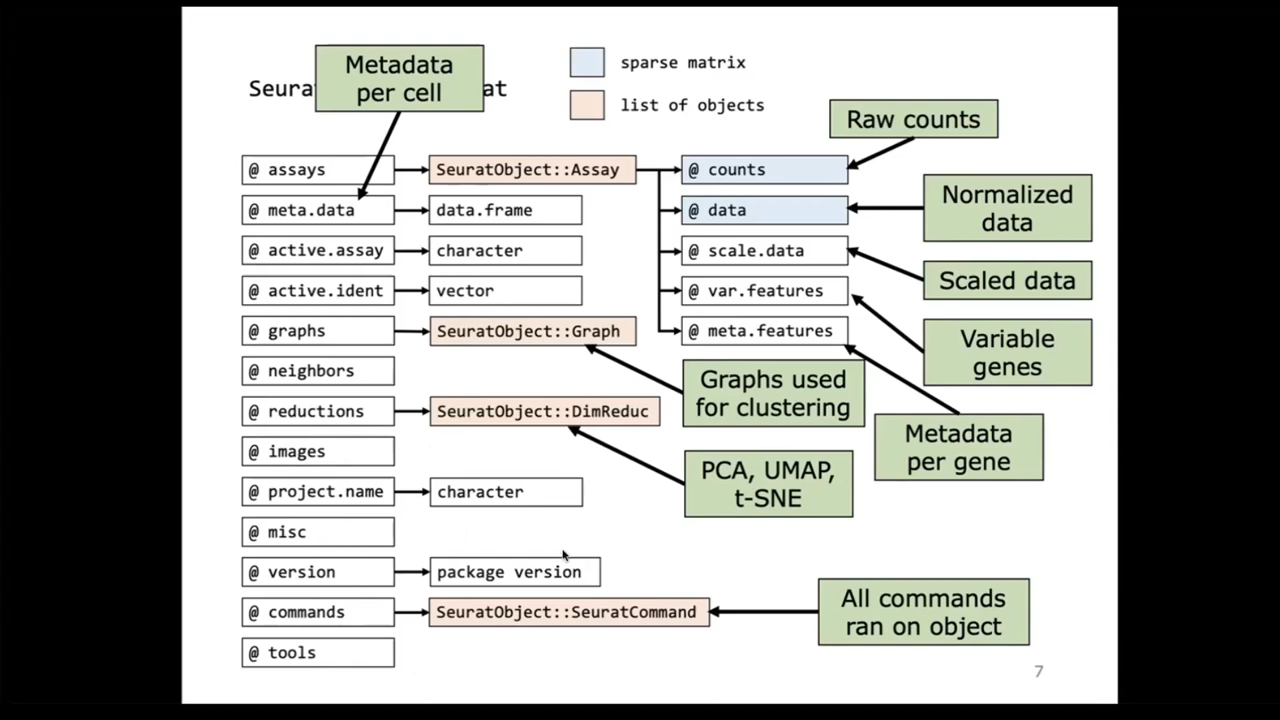 Metadata
per cell
sparse matrix
list of objects
Raw counts
@ assays
SeuratObject::Assay
@ counts
Normalized
data
@ meta.data
data.frame
@ data
@ active.assay
character
@ scale.data
Scaled data
@ active.ident
vector
@ var.features
Variable
genes
@ graphs
SeuratObject::Graph
@ meta.features
@ neighbors
Graphs used
for clustering
@ reductions
SeuratObject::DimReduc
Metadata
per gene
@ images
PCA, UMAP,
t-SNE
@ project.name
character
@ misc
@ version
package version
@ commands
SeuratObject::SeuratCommand
All commands
ran on object
@ tools
7